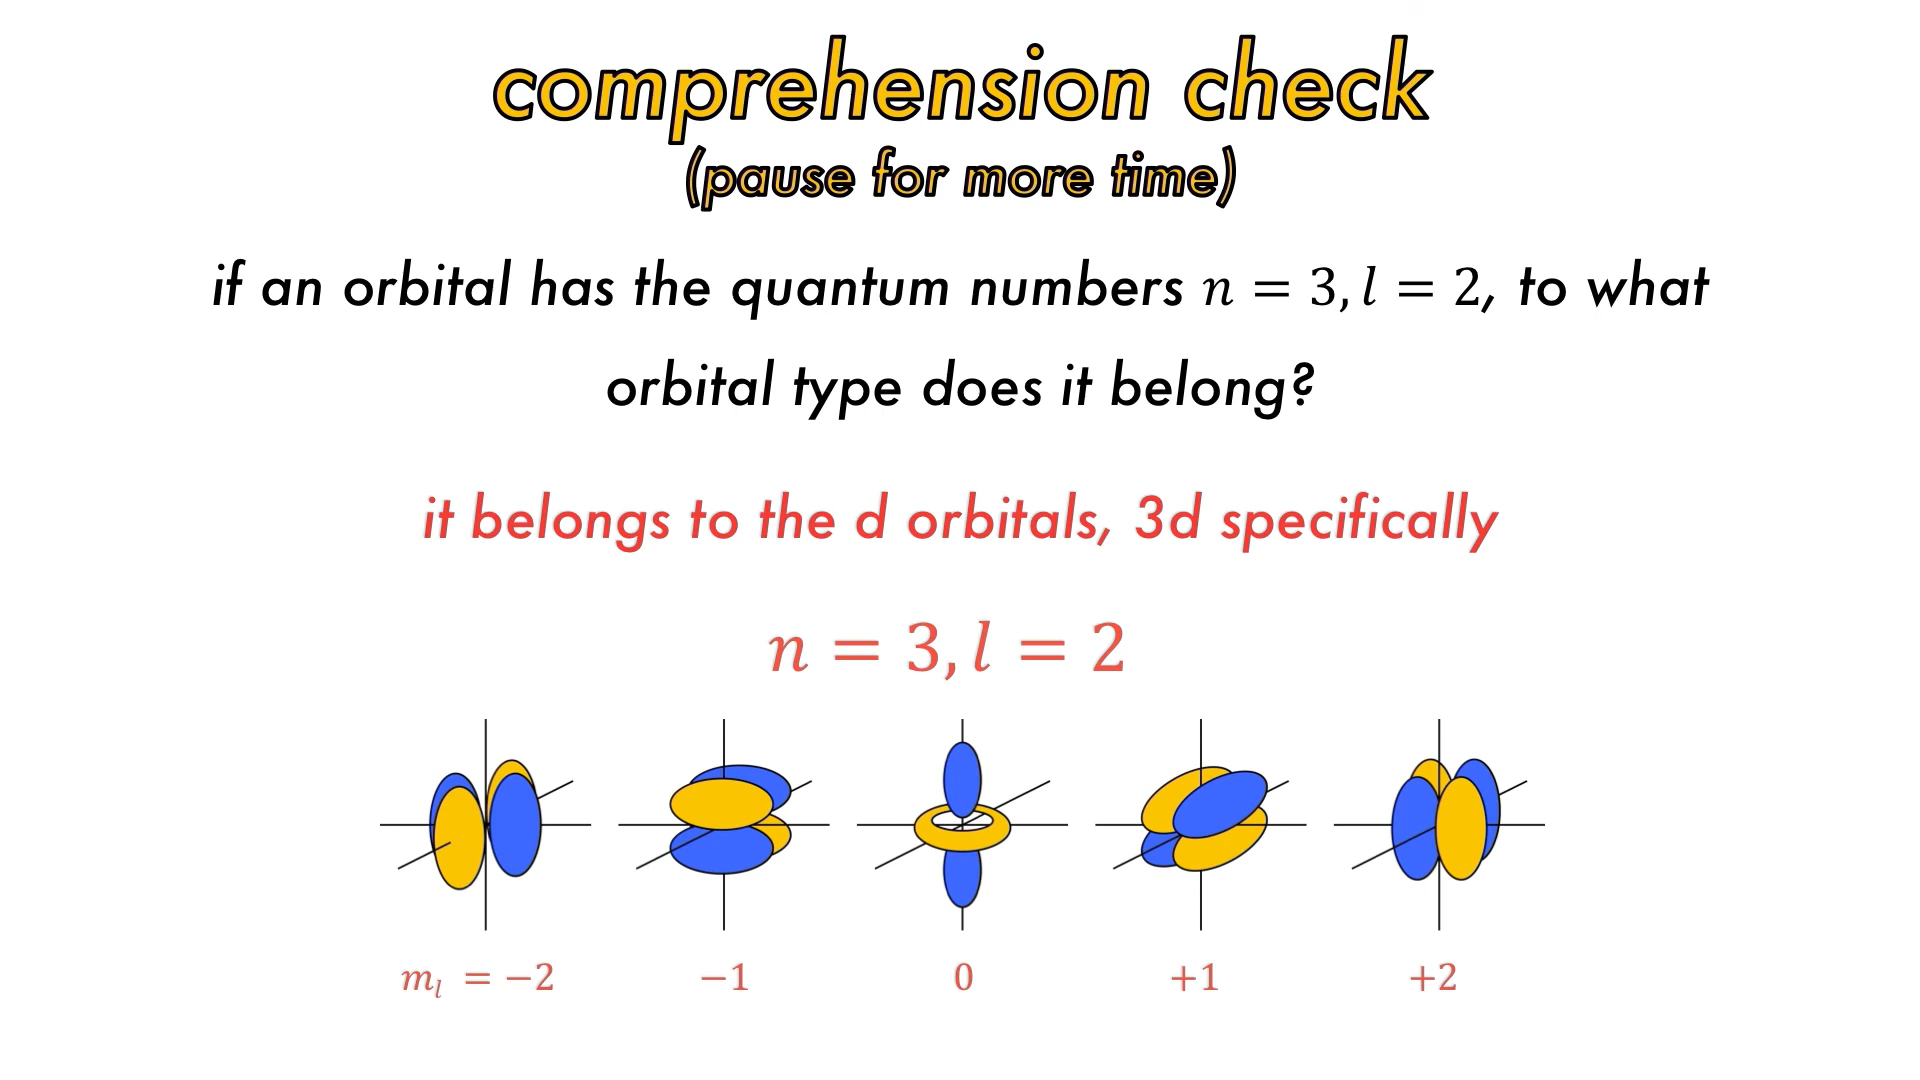 comprehension check
(pause for more time)
if an orbital has the quantum numbers n = 3, l = 2, to what
orbital type does it belong?
it belongs to the d orbitals, 3d specifically
n = 3, l = 2
mₗ = −2 −1 0 +1 +2